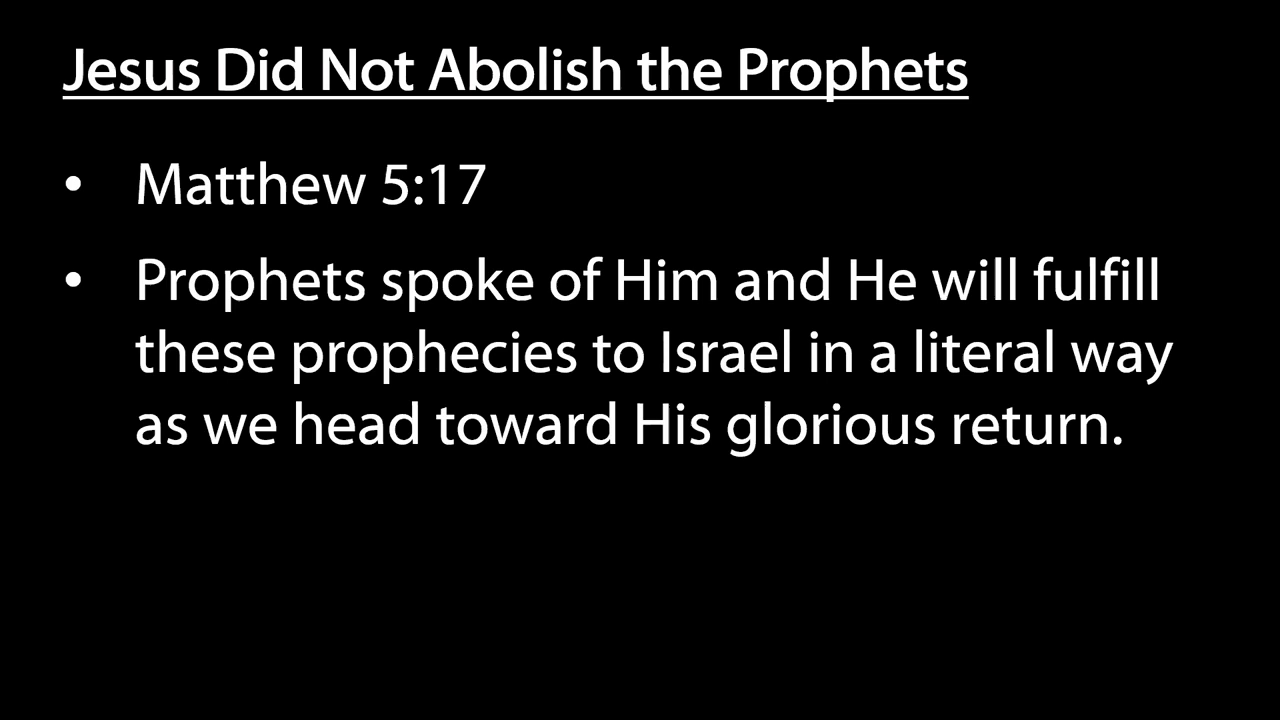 Jesus Did Not Abolish the Prophets
• Matthew 5:17
• Prophets spoke of Him and He will fulfill
these prophecies to Israel in a literal way
as we head toward His glorious return.